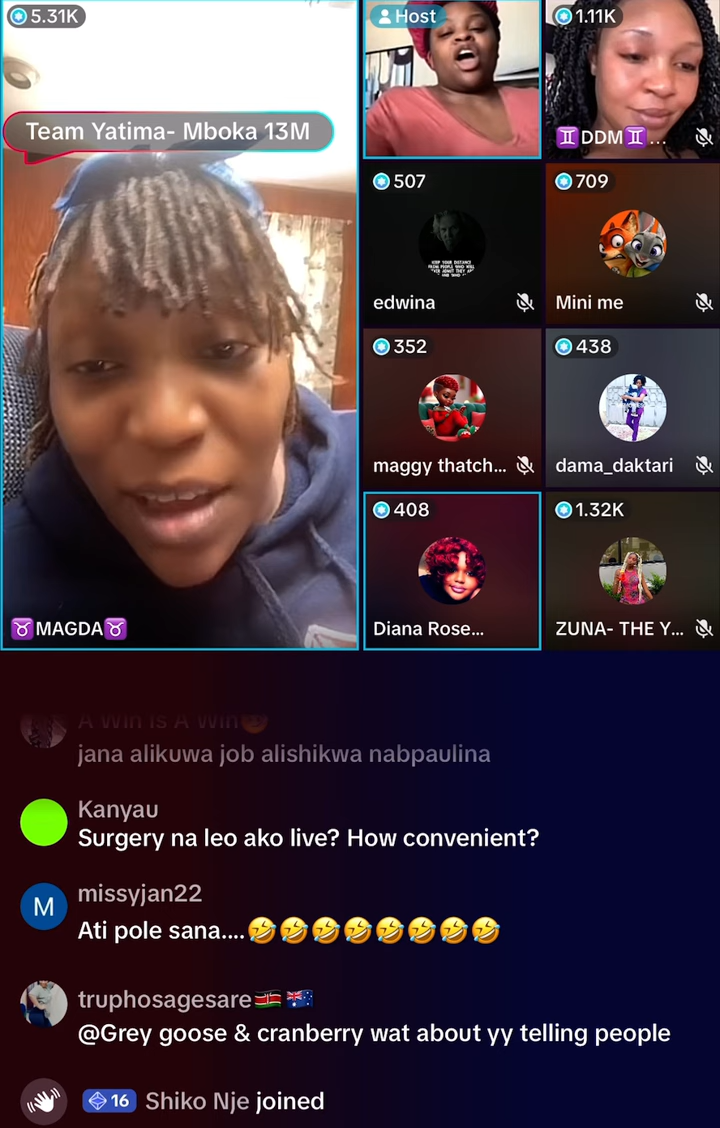 5.31K
Host
1.11K
Team Yatima- Mboka 13M
♊DDM♊...
507
709
edwina
Mini me
352
438
maggy thatch...
dama_daktari
408
1.32K
♉MAGDA♉
Diana Rose...
ZUNA- THE Y...
A Win Is A Win
jana alikuwa job alishikwa nabpaulina
Kanyau
Surgery na leo ako live? How convenient?
M
missyjan22
Ati pole sana....🤣🤣🤣🤣🤣🤣🤣🤣
truphosagesare🇰🇪🇦🇺
@Grey goose & cranberry wat about yy telling people
16 Shiko Nje joined